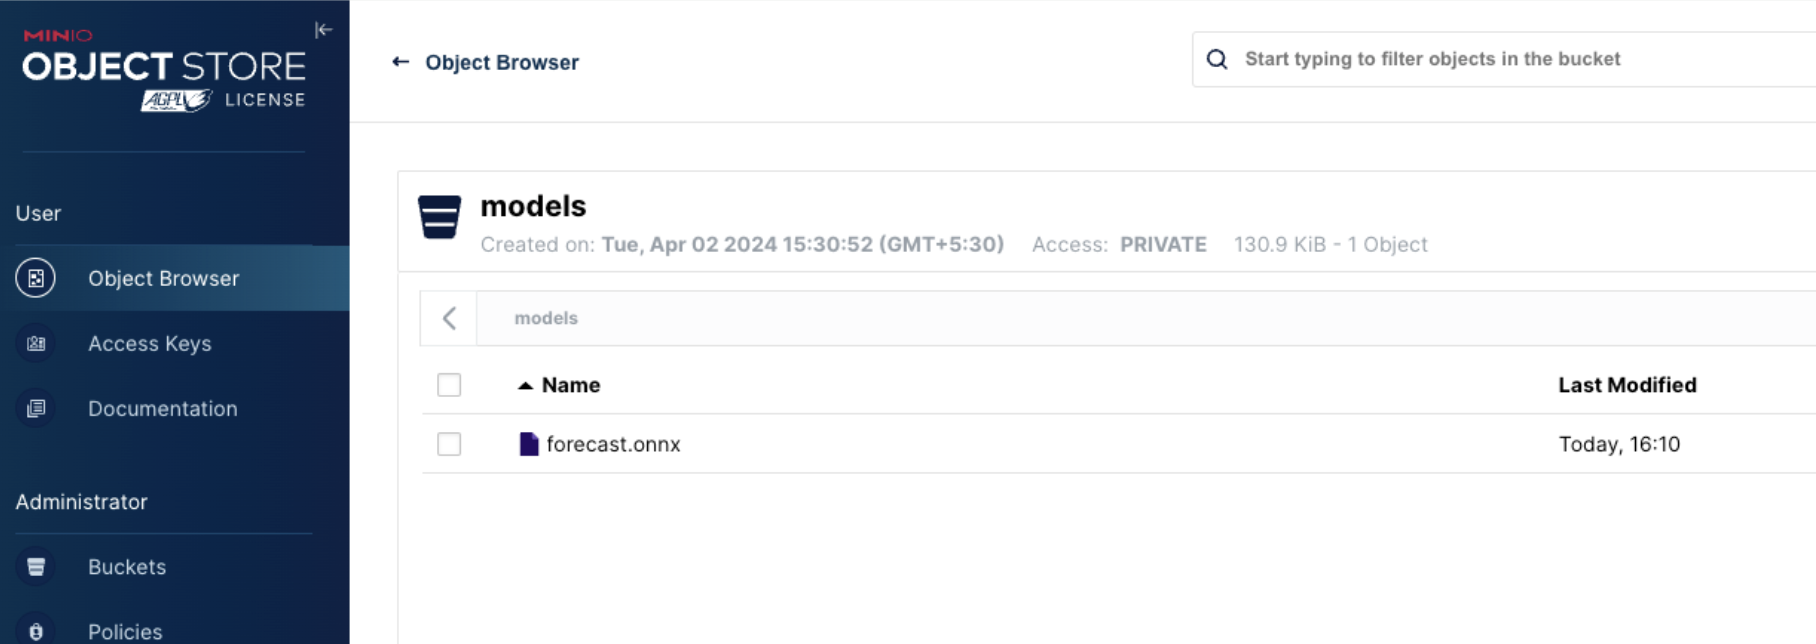 MINIO
OBJECT STORE
AGPLV3 LICENSE
User
Object Browser
Access Keys
Documentation
Administrator
Buckets
Policies
← Object Browser
Start typing to filter objects in the bucket
models
Created on: Tue, Apr 02 2024 15:30:52 (GMT+5:30) Access: PRIVATE 130.9 KiB - 1 Object
models
Name Last Modified
forecast.onnx Today, 16:10